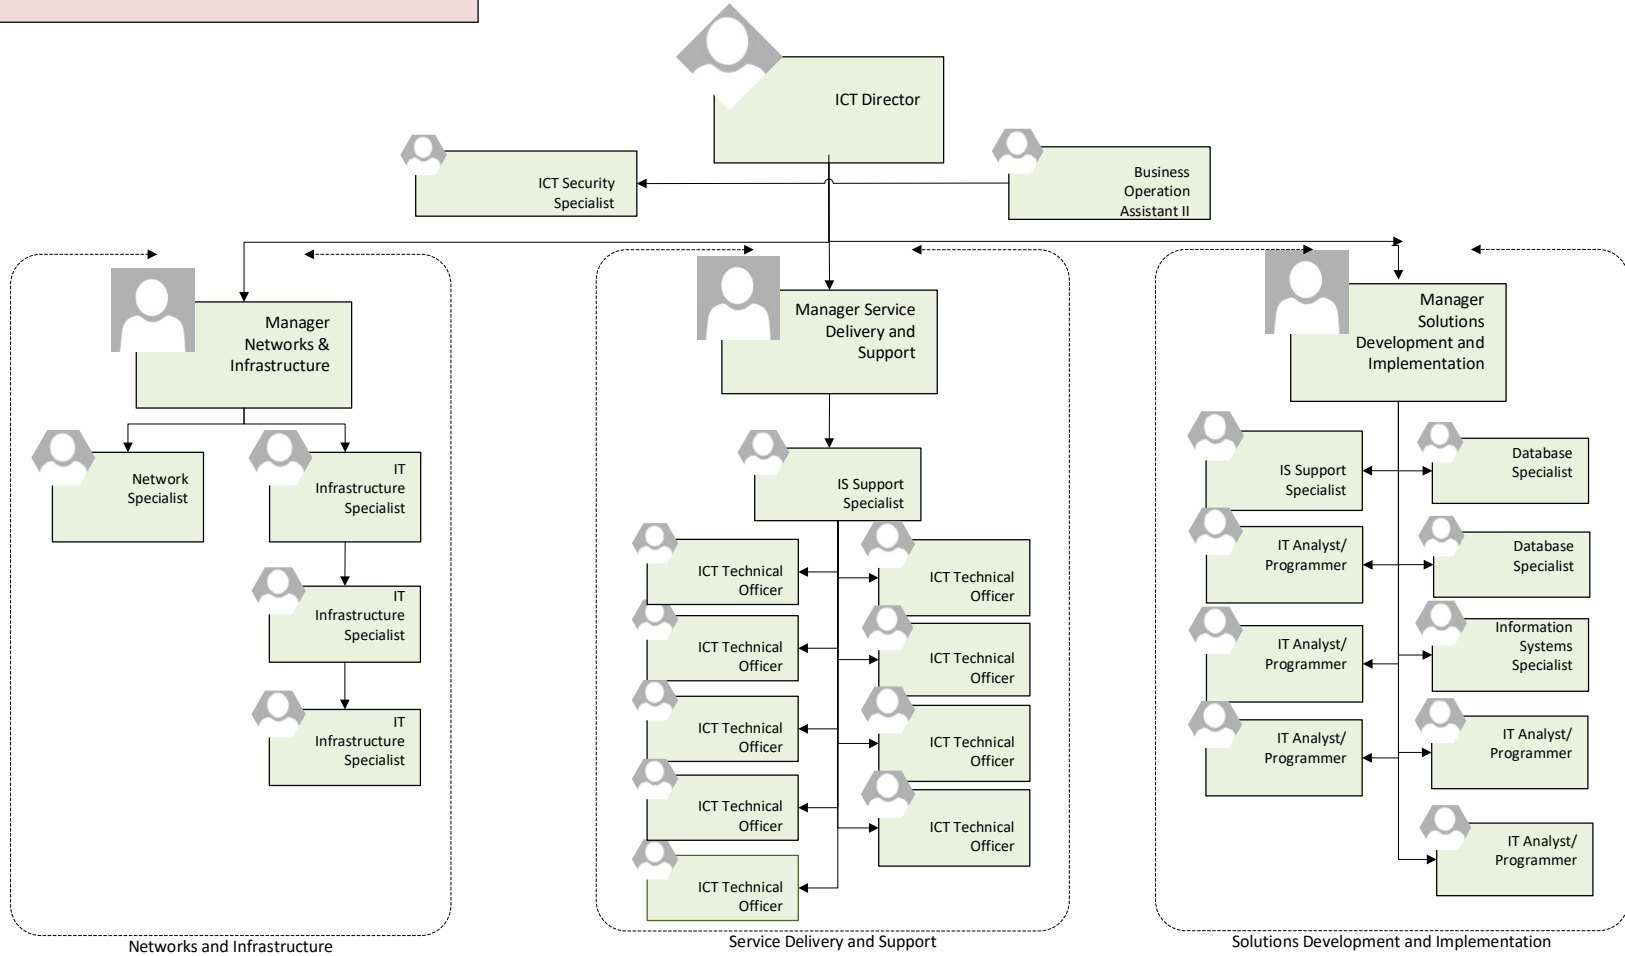 ICT Director
ICT Security
Specialist
Business
Operation
Assistant II
Manager
Networks &
Infrastructure
Network
Specialist
IT
Infrastructure
Specialist
IT
Infrastructure
Specialist
IT
Infrastructure
Specialist
Networks and Infrastructure
Manager Service
Delivery and
Support
IS Support
Specialist
ICT Technical
Officer
ICT Technical
Officer
ICT Technical
Officer
ICT Technical
Officer
ICT Technical
Officer
ICT Technical
Officer
ICT Technical
Officer
ICT Technical
Officer
ICT Technical
Officer
Service Delivery and Support
Manager
Solutions
Development and
Implementation
IS Support
Specialist
Database
Specialist
IT Analyst/
Programmer
Database
Specialist
IT Analyst/
Programmer
Information
Systems
Specialist
IT Analyst/
Programmer
IT Analyst/
Programmer
IT Analyst/
Programmer
Solutions Development and Implementation